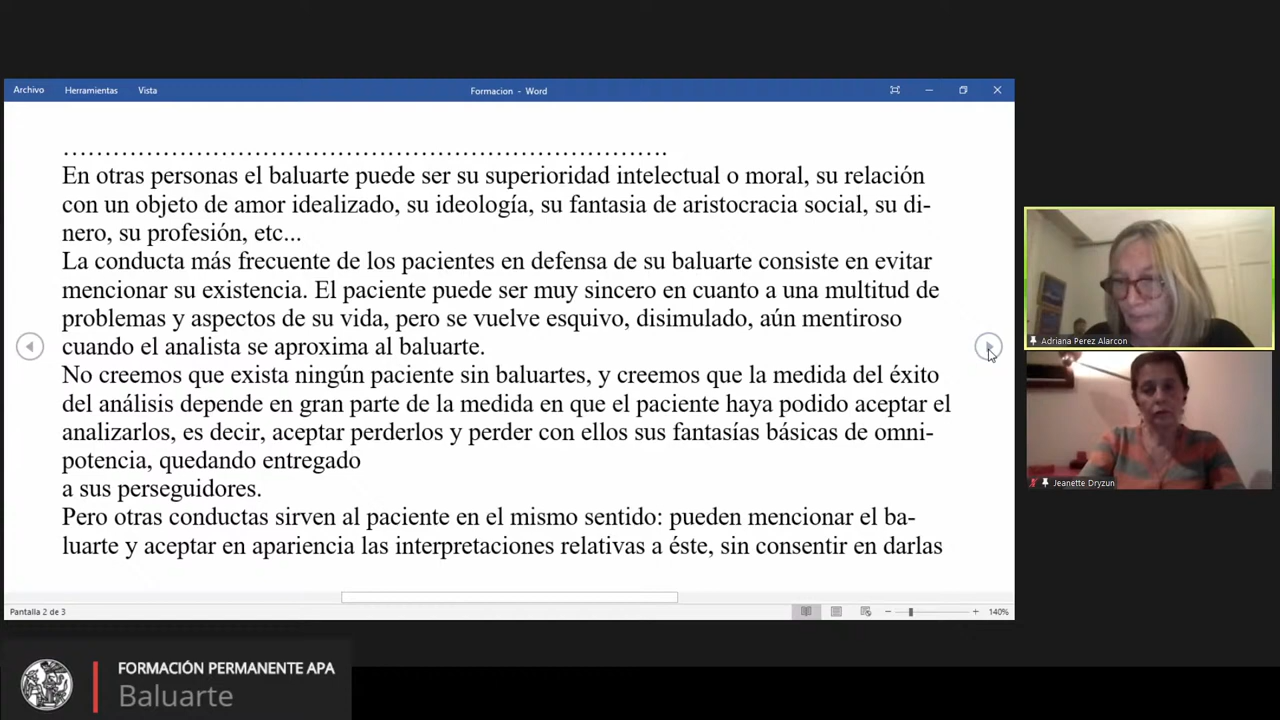 Archivo Herramientas Vista Formacion - Word
……………………………………………………………….
En otras personas el baluarte puede ser su superioridad intelectual o moral, su relación
con un objeto de amor idealizado, su ideología, su fantasia de aristocracia social, su di-
nero, su profesión, etc...
La conducta más frecuente de los pacientes en defensa de su baluarte consiste en evitar
mencionar su existencia. El paciente puede ser muy sincero en cuanto a una multitud de
problemas y aspectos de su vida, pero se vuelve esquivo, disimulado, aún mentiroso
cuando el analista se aproxima al baluarte.
No creemos que exista ningún paciente sin baluartes, y creemos que la medida del éxito
del análisis depende en gran parte de la medida en que el paciente haya podido aceptar el
analizarlos, es decir, aceptar perderlos y perder con ellos sus fantasías básicas de omni-
potencia, quedando entregado
a sus perseguidores.
Pero otras conductas sirven al paciente en el mismo sentido: pueden mencionar el ba-
luarte y aceptar en apariencia las interpretaciones relativas a éste, sin consentir en darlas
Pantalla 2 de 3
140%
Adriana Perez Alarcon
Jeanette Dryzun
FORMACIÓN PERMANENTE APA
Baluarte